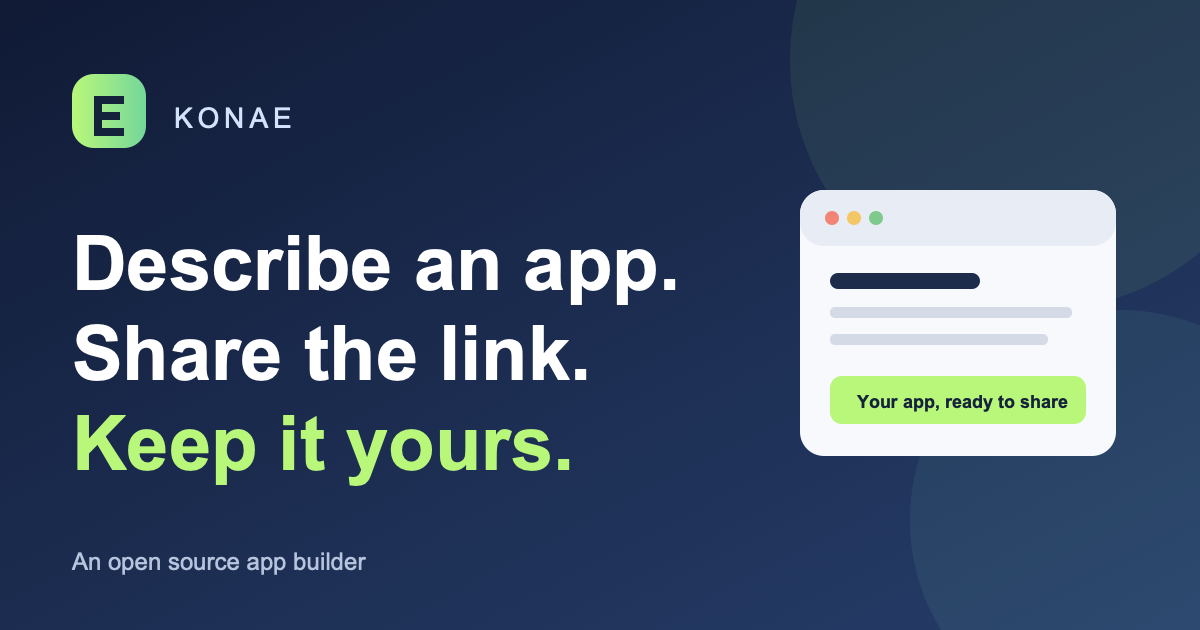 E KONAE
Describe an app.
Share the link.
Keep it yours.
Your app, ready to share
An open source app builder